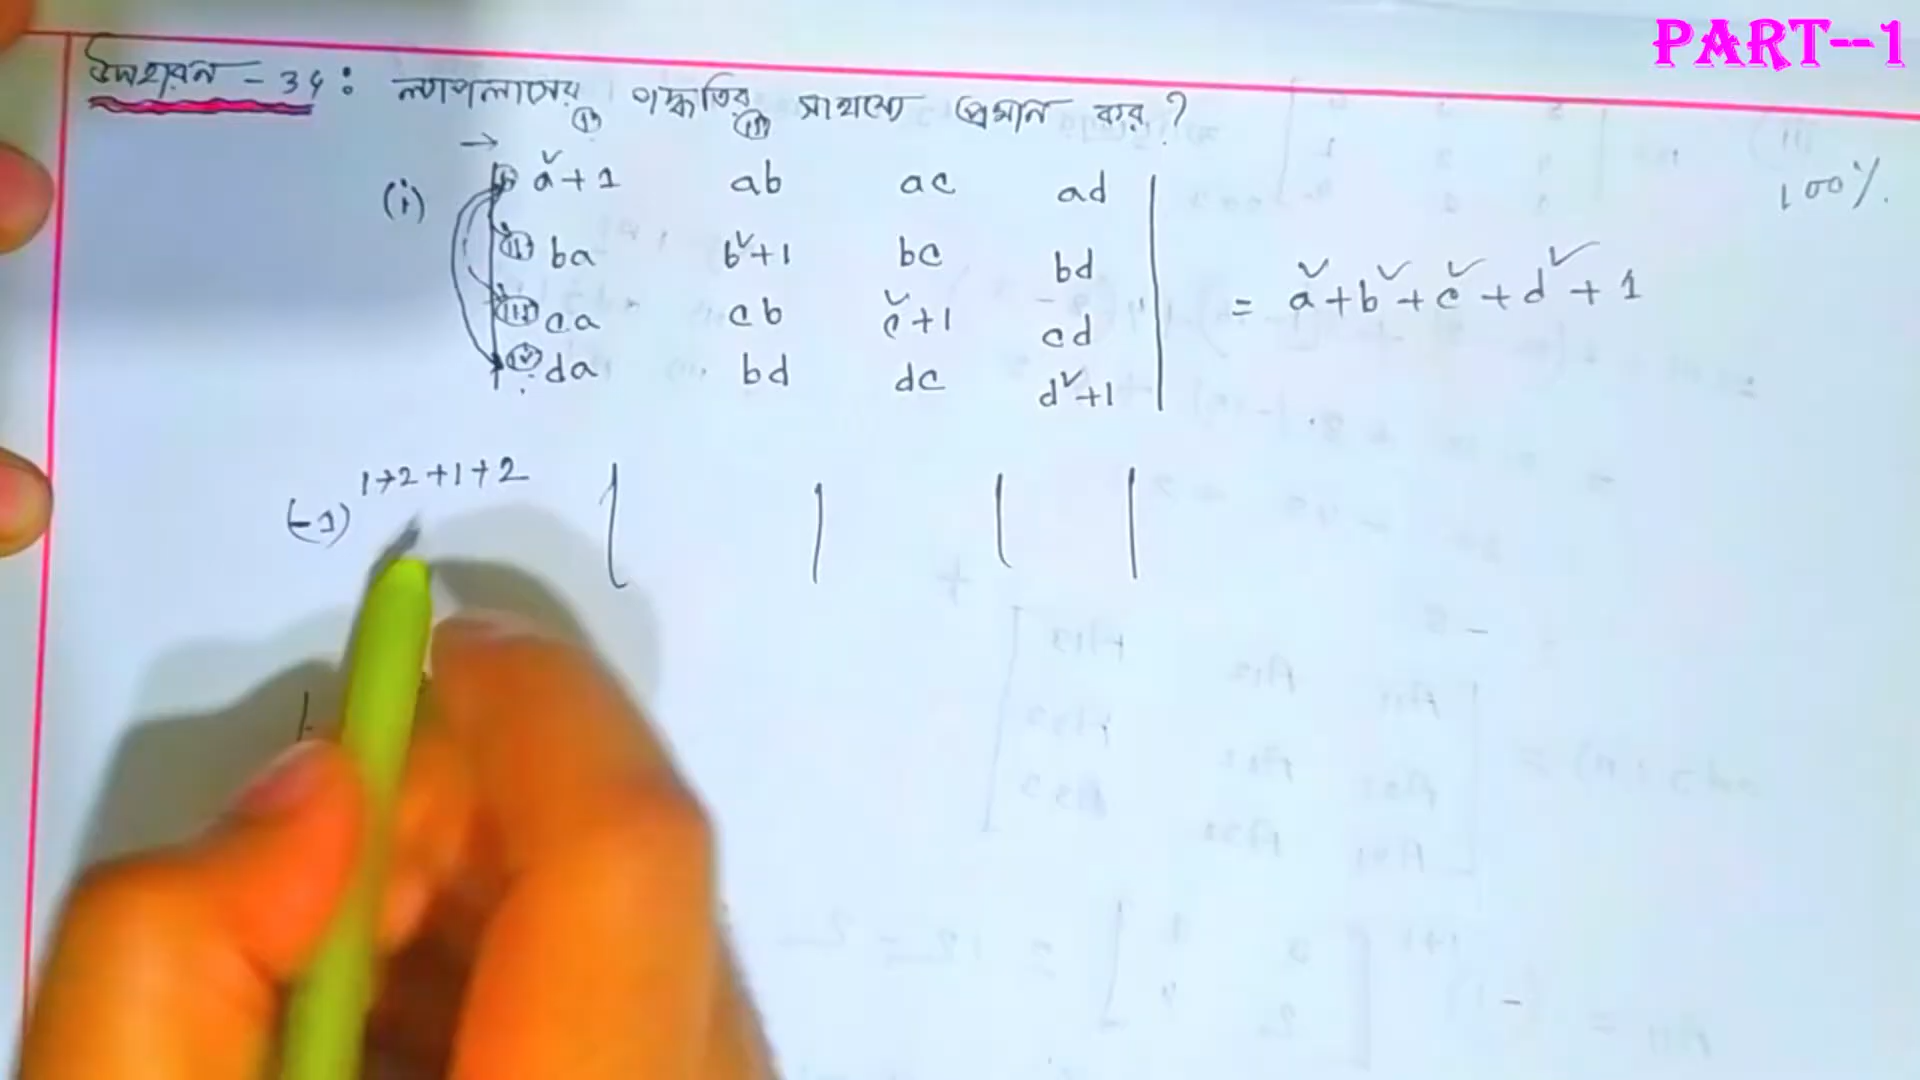 PART--1
উদাহরন - 34 : ল্যাপলাসের পদ্ধতির সাহায্যে প্রমান কর ?
(i) a²+1 ab ac ad
100%.
ba b²+1 bc bd
= a²+b²+c²+d²+1
ca cb c²+1 cd
da bd dc d²+1
(-1)^1+2+1+2